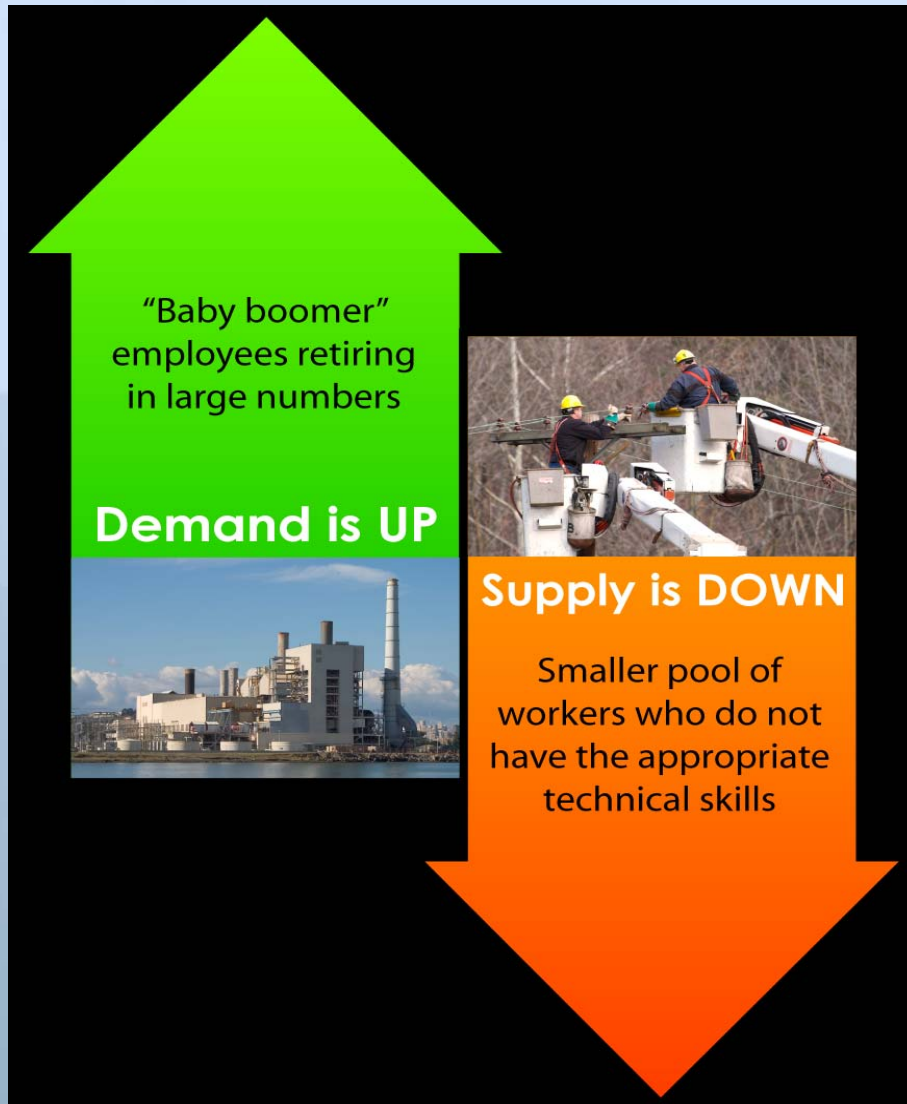 “Baby boomer”
employees retiring
in large numbers
Demand is UP
Supply is DOWN
Smaller pool of
workers who do not
have the appropriate
technical skills